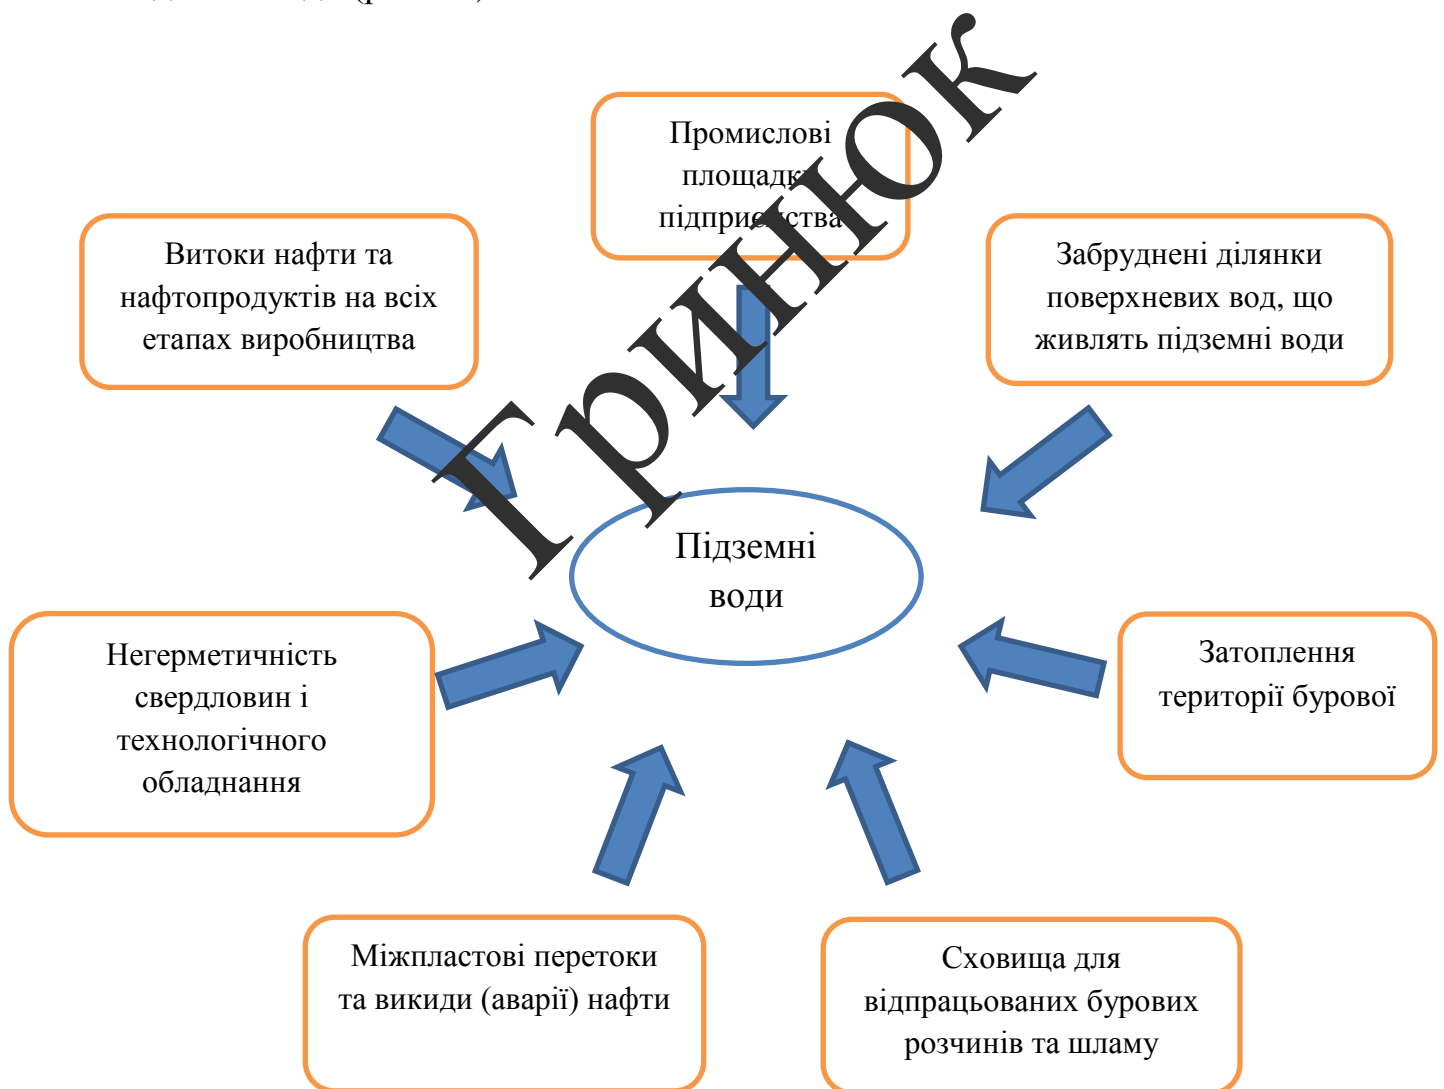 Промислові
площадки
підприємства
Витоки нафти та
нафтопродуктів на всіх
етапах виробництва
Забруднені ділянки
поверхневих вод, що
живлять підземні води
Гринюк
Підземні
води
Негерметичність
свердловин і
технологічного
обладнання
Затоплення
території бурової
Міжпластові перетоки
та викиди (аварії) нафти
Сховища для
відпрацьованих бурових
розчинів та шламу